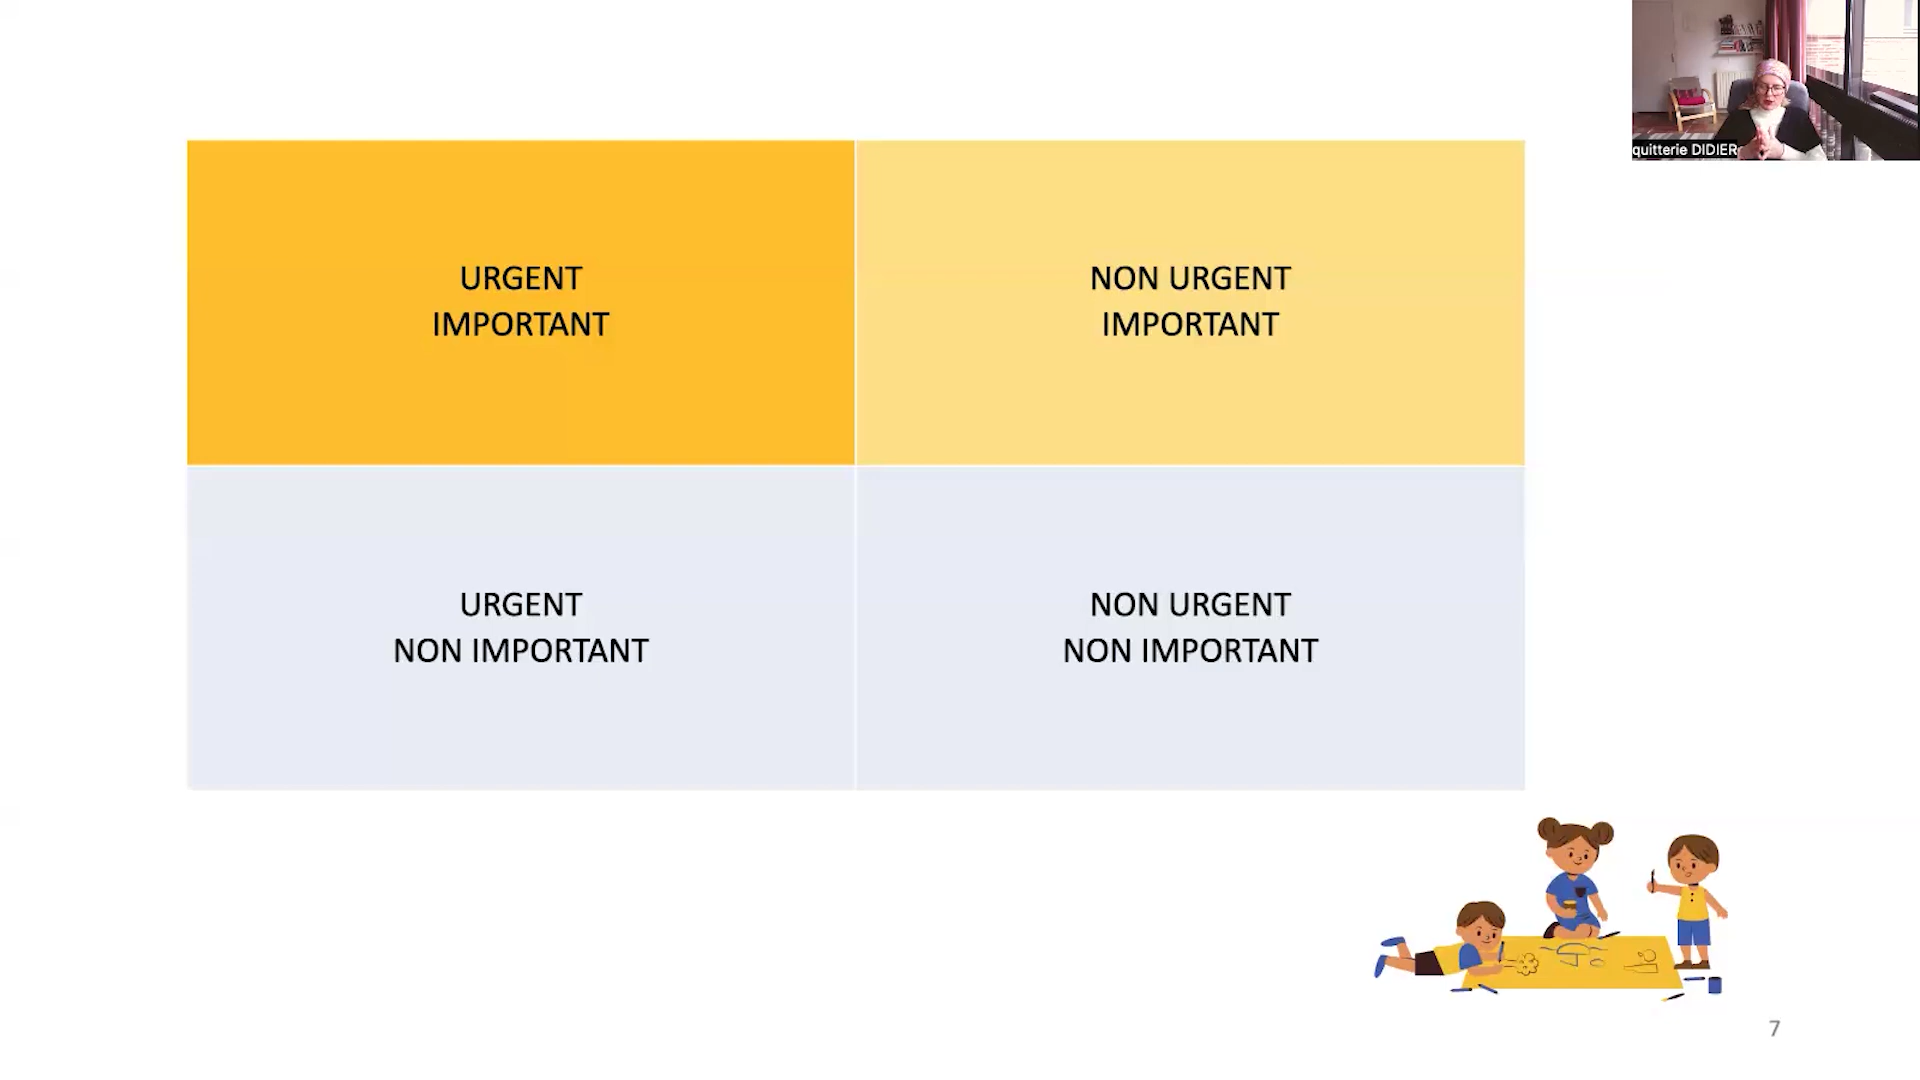 quitterie DIDIER
URGENT
IMPORTANT
NON URGENT
IMPORTANT
URGENT
NON IMPORTANT
NON URGENT
NON IMPORTANT
7